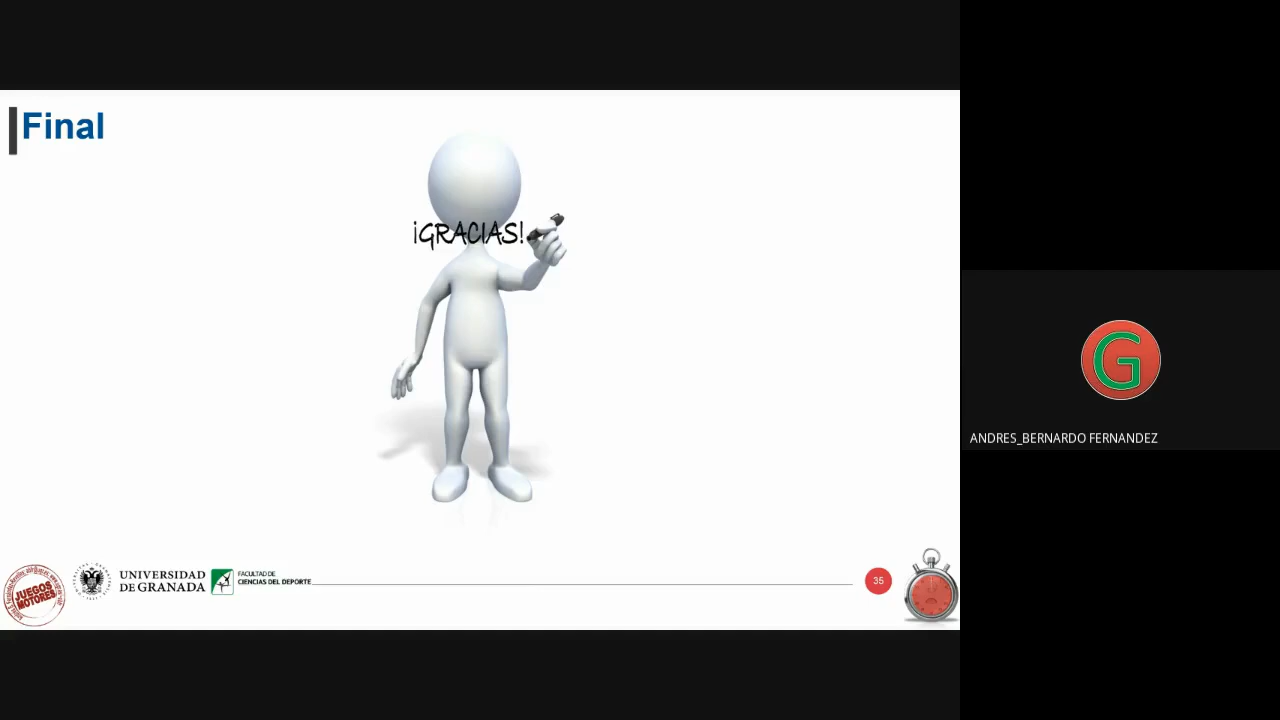 Final
¡GRACIAS!
ANDRES_BERNARDO FERNANDEZ
JUEGOS
MOTORES
UNIVERSIDAD
DE GRANADA
FACULTAD DE
CIENCIAS DEL DEPORTE
35
G